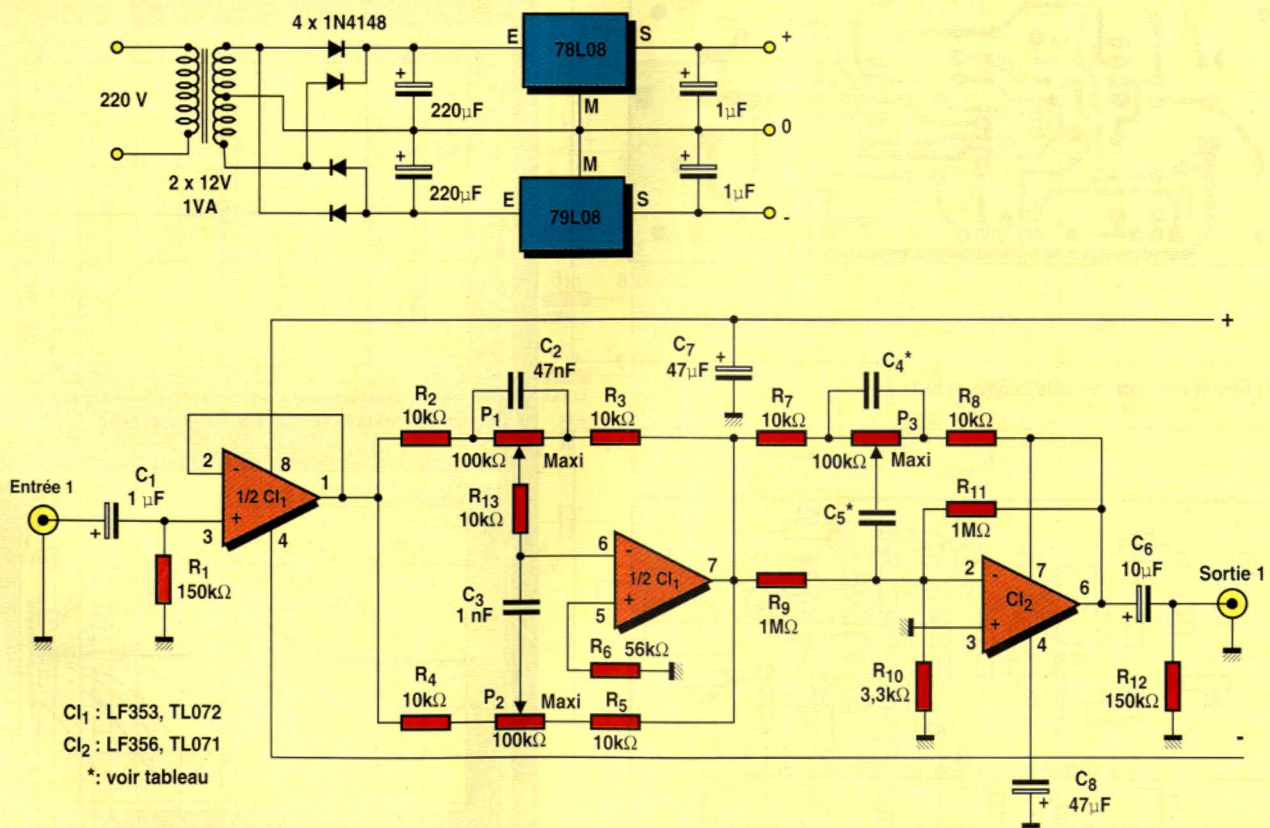 4 x 1N4148
E
78L08
S
+
220 V
+
220µF
M
+
1µF
0
+
220µF
M
+
1µF
2 x 12V
1VA
E
79L08
S
-
+
C2
47nF
C7
47µF
+
C4*
R2
10kΩ
P1
R3
10kΩ
R7
10kΩ
P3
R8
10kΩ
100kΩ
Maxi
100kΩ
Maxi
Entrée 1
C1
1 µF
+
2
-
8
1/2 CI1
1
+
3
4
R13
10kΩ
C5*
R11
1MΩ
R1
150kΩ
6
-
1/2 CI1
7
+
5
C3
1 nF
R9
1MΩ
2
-
7
CI2
6
+
3
4
C6
10µF
+
Sortie 1
R6
56kΩ
R10
3,3kΩ
R12
150kΩ
R4
10kΩ
P2
Maxi
R5
100kΩ
10kΩ
-
CI1 : LF353, TL072
CI2 : LF356, TL071
*: voir tableau
C8
47µF
+